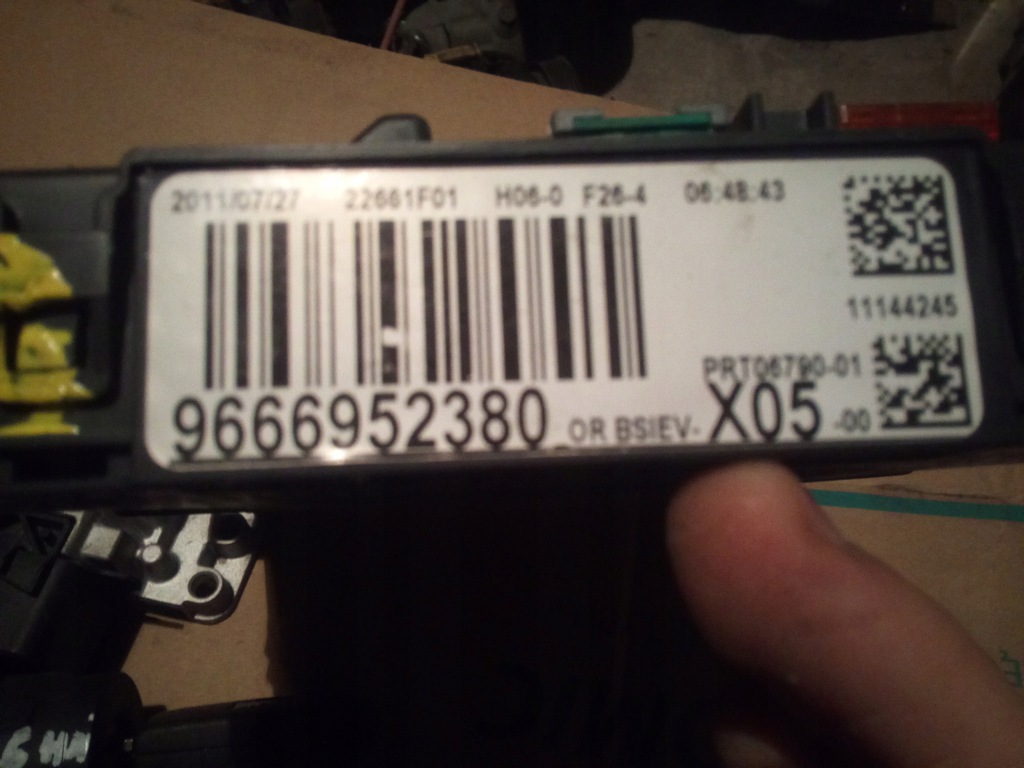 2011/07/27 22661F01 H06-0 F26-4 06:48:43
11144245
PRT06790-01
9666952380 OR BSIEV- X05 -00